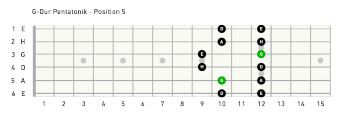 G-Dur Pentatonik - Position 5
1 E D E
2 H A H
3 G E G
4 D H D
5 A G A
6 E D E
1 2 3 4 5 6 7 8 9 10 11 12 13 14 15